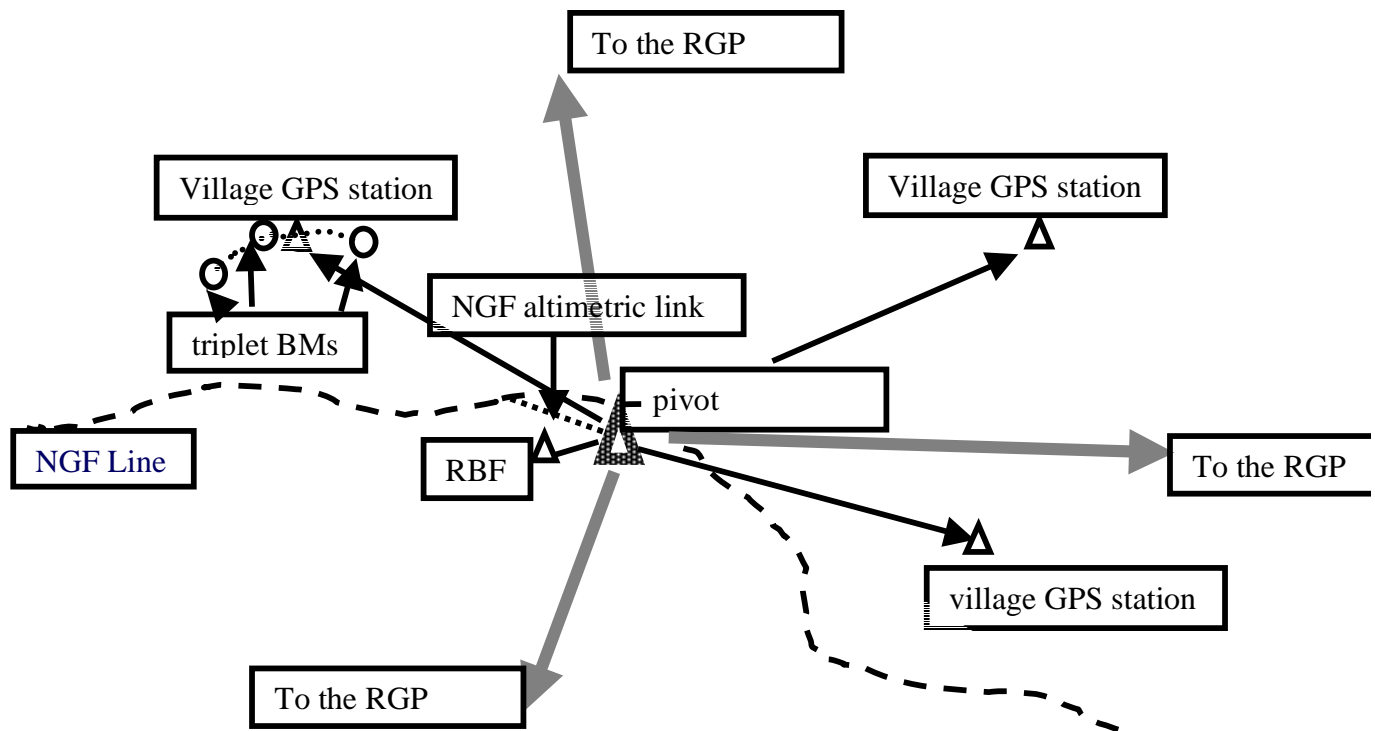 To the RGP
Village GPS station
Village GPS station
NGF altimetric link
triplet BMs
pivot
NGF Line
RBF
To the RGP
village GPS station
To the RGP